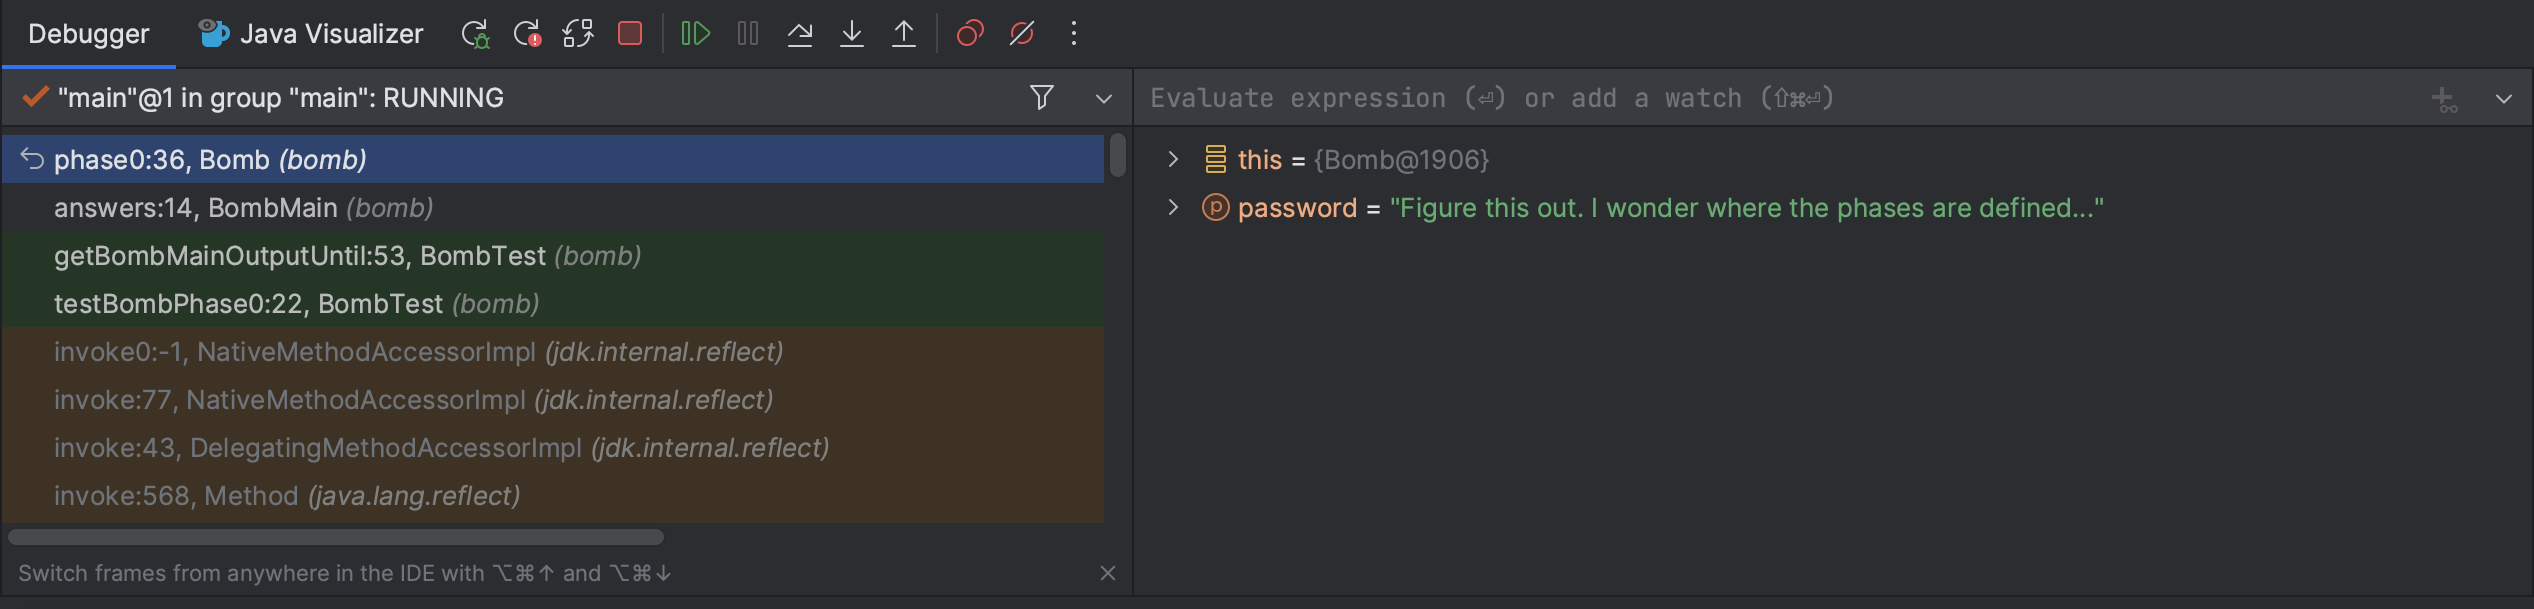 Debugger Java Visualizer
"main"@1 in group "main": RUNNING
Evaluate expression (⏎) or add a watch (⇧⌘⏎)
phase0:36, Bomb (bomb)
answers:14, BombMain (bomb)
getBombMainOutputUntil:53, BombTest (bomb)
testBombPhase0:22, BombTest (bomb)
invoke0:-1, NativeMethodAccessorImpl (jdk.internal.reflect)
invoke:77, NativeMethodAccessorImpl (jdk.internal.reflect)
invoke:43, DelegatingMethodAccessorImpl (jdk.internal.reflect)
invoke:568, Method (java.lang.reflect)
Switch frames from anywhere in the IDE with ⌥⌘↑ and ⌥⌘↓
this = {Bomb@1906}
p password = "Figure this out. I wonder where the phases are defined..."